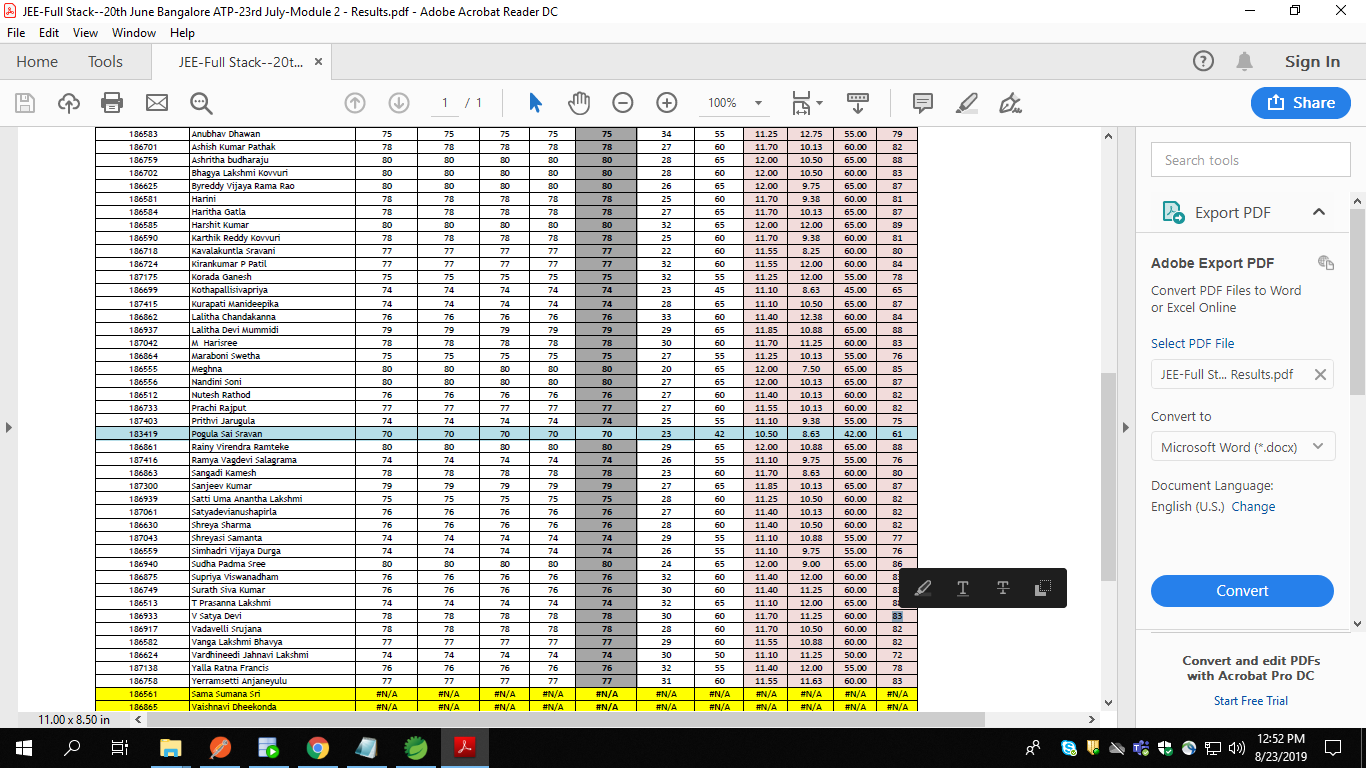 JEE-Full Stack--20th June Bangalore ATP-23rd July-Module 2 - Results.pdf - Adobe Acrobat Reader DC
File Edit View Window Help
Home Tools JEE-Full Stack--20t... × Sign In
1 / 1 100% Share
186583 Anubhav Dhawan 75 75 75 75 75 34 55 11.25 12.75 55.00 79
186701 Ashish Kumar Pathak 78 78 78 78 78 27 60 11.70 10.13 60.00 82
186759 Ashritha budharaju 80 80 80 80 80 28 65 12.00 10.50 65.00 88
186702 Bhagya Lakshmi Kovvuri 80 80 80 80 80 28 60 12.00 10.50 60.00 83
186625 Byreddy Vijaya Rama Rao 80 80 80 80 80 26 65 12.00 9.75 65.00 87
186581 Harini 78 78 78 78 78 25 60 11.70 9.38 60.00 81
186584 Haritha Gatla 78 78 78 78 78 27 65 11.70 10.13 65.00 87
186585 Harshit Kumar 80 80 80 80 80 32 65 12.00 12.00 65.00 89
186590 Karthik Reddy Kovvuri 78 78 78 78 78 25 60 11.70 9.38 60.00 81
186718 Kavalakuntla Sravani 77 77 77 77 77 22 60 11.55 8.25 60.00 80
186724 Kirankumar P Patil 77 77 77 77 77 32 60 11.55 12.00 60.00 84
187175 Korada Ganesh 75 75 75 75 75 32 55 11.25 12.00 55.00 78
186699 Kothapallisivapriya 74 74 74 74 74 23 45 11.10 8.63 45.00 65
187415 Kurapati Manideepika 74 74 74 74 74 28 65 11.10 10.50 65.00 87
186862 Lalitha Chandakanna 76 76 76 76 76 33 60 11.40 12.38 60.00 84
186937 Lalitha Devi Mummidi 79 79 79 79 79 29 65 11.85 10.88 65.00 88
187042 M Harisree 78 78 78 78 78 30 60 11.70 11.25 60.00 83
186864 Maraboni Swetha 75 75 75 75 75 27 55 11.25 10.13 55.00 76
186555 Meghna 80 80 80 80 80 20 65 12.00 7.50 65.00 85
186556 Nandini Soni 80 80 80 80 80 27 65 12.00 10.13 65.00 87
186512 Nutesh Rathod 76 76 76 76 76 27 60 11.40 10.13 60.00 82
186733 Prachi Rajput 77 77 77 77 77 27 60 11.55 10.13 60.00 82
187403 Prithvi Jarugula 74 74 74 74 74 25 55 11.10 9.38 55.00 75
183419 Pogula Sai Sravan 70 70 70 70 70 23 42 10.50 8.63 42.00 61
186861 Rainy Virendra Ramteke 80 80 80 80 80 29 65 12.00 10.88 65.00 88
187416 Ramya Vagdevi Salagrama 74 74 74 74 74 26 55 11.10 9.75 55.00 76
186863 Sangadi Kamesh 78 78 78 78 78 23 60 11.70 8.63 60.00 80
187300 Sanjeev Kumar 79 79 79 79 79 27 65 11.85 10.13 65.00 87
186939 Satti Uma Anantha Lakshmi 75 75 75 75 75 28 60 11.25 10.50 60.00 82
187061 Satyadevianushapirla 76 76 76 76 76 27 60 11.40 10.13 60.00 82
186630 Shreya Sharma 76 76 76 76 76 28 60 11.40 10.50 60.00 82
187043 Shreyasi Samanta 74 74 74 74 74 29 55 11.10 10.88 55.00 77
186559 Simhadri Vijaya Durga 74 74 74 74 74 26 55 11.10 9.75 55.00 76
186940 Sudha Padma Sree 80 80 80 80 80 24 65 12.00 9.00 65.00 86
186875 Supriya Viswanadham 76 76 76 76 76 32 60 11.40 12.00 60.00
186749 Surath Siva Kumar 76 76 76 76 76 30 60 11.40 11.25 60.00
186513 T Prasanna Lakshmi 74 74 74 74 74 32 65 11.10 12.00 65.00
186933 V Satya Devi 78 78 78 78 78 30 60 11.70 11.25 60.00 83
186917 Vadavelli Srujana 78 78 78 78 78 28 60 11.70 10.50 60.00 82
186582 Vanga Lakshmi Bhavya 77 77 77 77 77 29 60 11.55 10.88 60.00 82
186624 Vardhineedi Jahnavi Lakshmi 74 74 74 74 74 30 50 11.10 11.25 50.00 72
187138 Yalla Ratna Francis 76 76 76 76 76 32 55 11.40 12.00 55.00 78
186758 Yerramsetti Anjaneyulu 77 77 77 77 77 31 60 11.55 11.63 60.00 83
186561 Sama Sumana Sri #N/A #N/A #N/A #N/A #N/A #N/A #N/A #N/A #N/A #N/A #N/A
186865 Vaishnavi Dheekonda #N/A #N/A #N/A #N/A #N/A #N/A #N/A #N/A #N/A #N/A #N/A
11.00 x 8.50 in
Search tools
Export PDF
Adobe Export PDF
Convert PDF Files to Word
or Excel Online
Select PDF File
JEE-Full St... Results.pdf
Convert to
Microsoft Word (*.docx)
Document Language:
English (U.S.) Change
Convert
Convert and edit PDFs
with Acrobat Pro DC
Start Free Trial
12:52 PM
8/23/2019